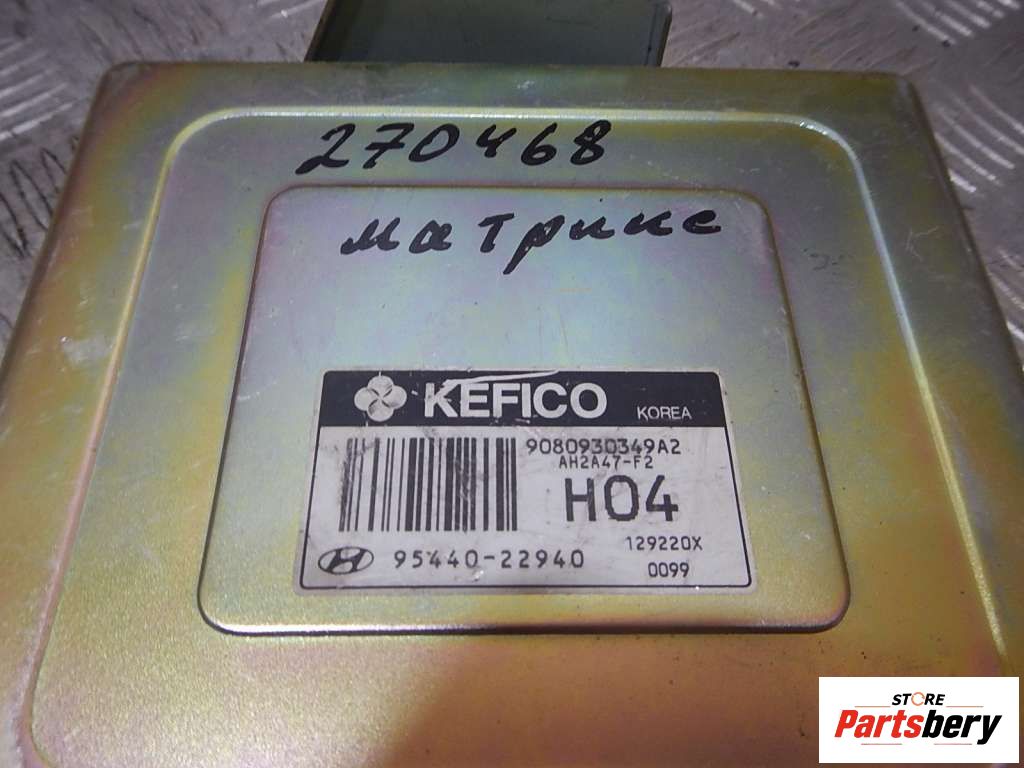 270468
матрикс
KEFICO KOREA
9080930349A2
AH2A47-F2
H04
95440-22940
129220X
0099
STORE
Partsbery